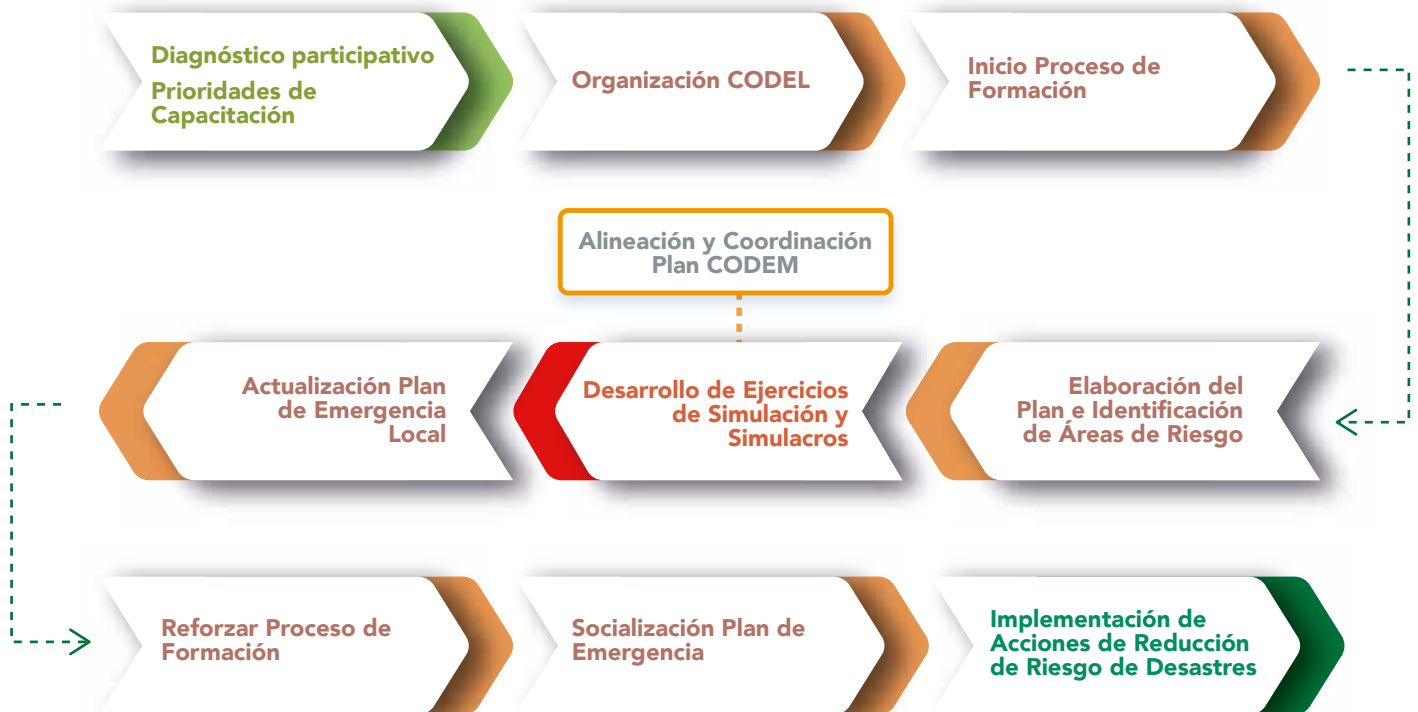 Diagnóstico participativo
Prioridades de
Capacitación
Organización CODEL
Inicio Proceso de
Formación
Alineación y Coordinación
Plan CODEM
Elaboración del
Plan e Identificación
de Áreas de Riesgo
Desarrollo de Ejercicios
de Simulación y
Simulacros
Actualización Plan
de Emergencia
Local
Reforzar Proceso de
Formación
Socialización Plan de
Emergencia
Implementación de
Acciones de Reducción
de Riesgo de Desastres